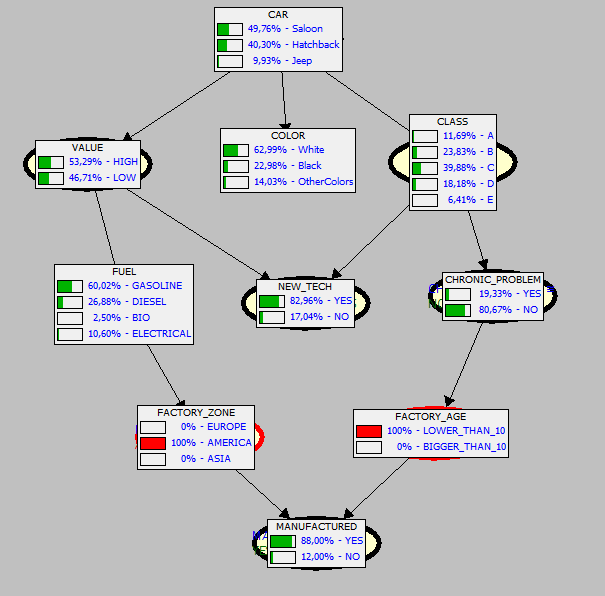 CAR
49,76% - Saloon
40,30% - Hatchback
9,93% - Jeep
VALUE
53,29% - HIGH
46,71% - LOW
COLOR
62,99% - White
22,98% - Black
14,03% - OtherColors
CLASS
11,69% - A
23,83% - B
39,88% - C
18,18% - D
6,41% - E
FUEL
60,02% - GASOLINE
26,88% - DIESEL
2,50% - BIO
10,60% - ELECTRICAL
NEW_TECH
82,96% - YES
17,04% - NO
CHRONIC_PROBLEM
19,33% - YES
80,67% - NO
FACTORY_ZONE
0% - EUROPE
100% - AMERICA
0% - ASIA
FACTORY_AGE
100% - LOWER_THAN_10
0% - BIGGER_THAN_10
MANUFACTURED
88,00% - YES
12,00% - NO